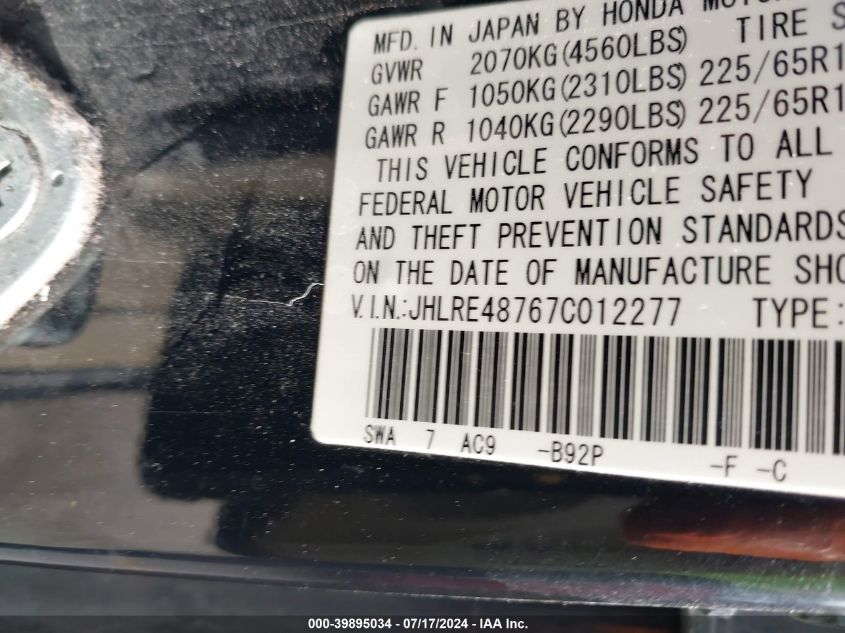 MFD. IN JAPAN BY HONDA MOTOR
GVWR 2070KG(4560LBS) TIRE S
GAWR F 1050KG(2310LBS) 225/65R1
GAWR R 1040KG(2290LBS) 225/65R1
THIS VEHICLE CONFORMS TO ALL
FEDERAL MOTOR VEHICLE SAFETY
AND THEFT PREVENTION STANDARDS
ON THE DATE OF MANUFACTURE SHO
V.I.N.:JHLRE48767C012277 TYPE:
SWA 7 AC9 -B92P -F -C
000-39895034 - 07/17/2024 - IAA Inc.